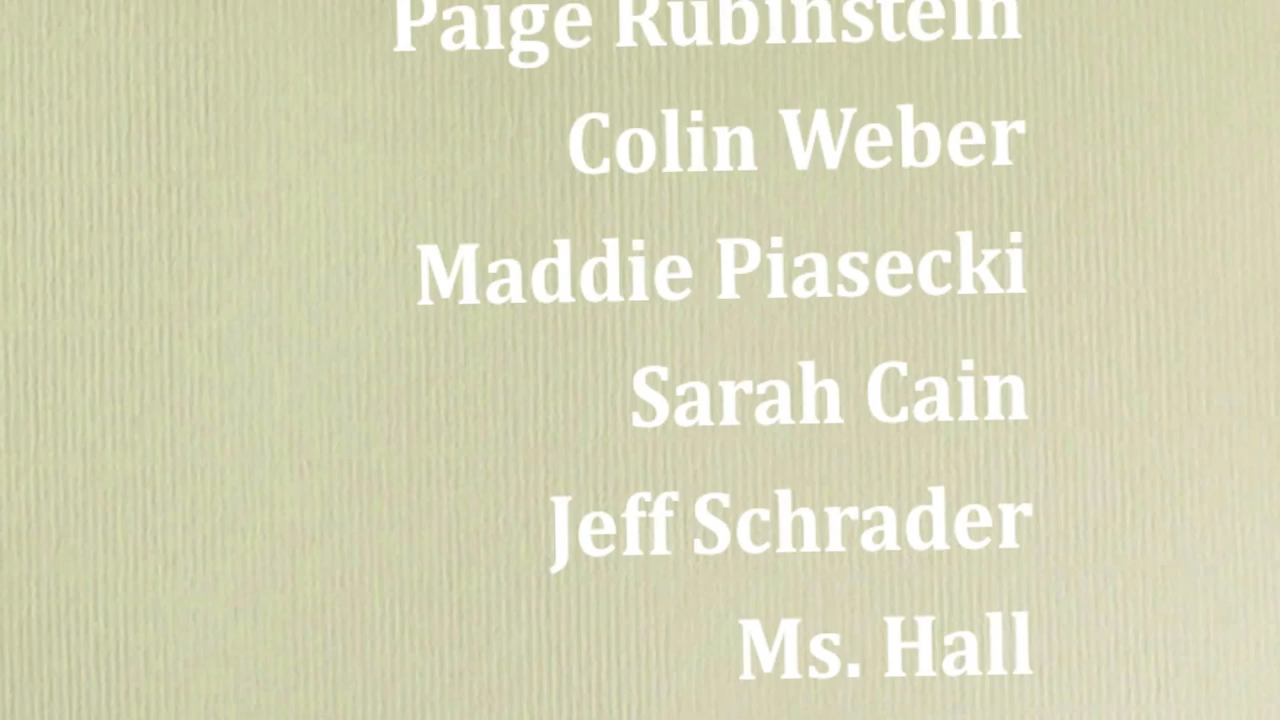 Paige Rubinstein
Colin Weber
Maddie Piasecki
Sarah Cain
Jeff Schrader
Ms. Hall